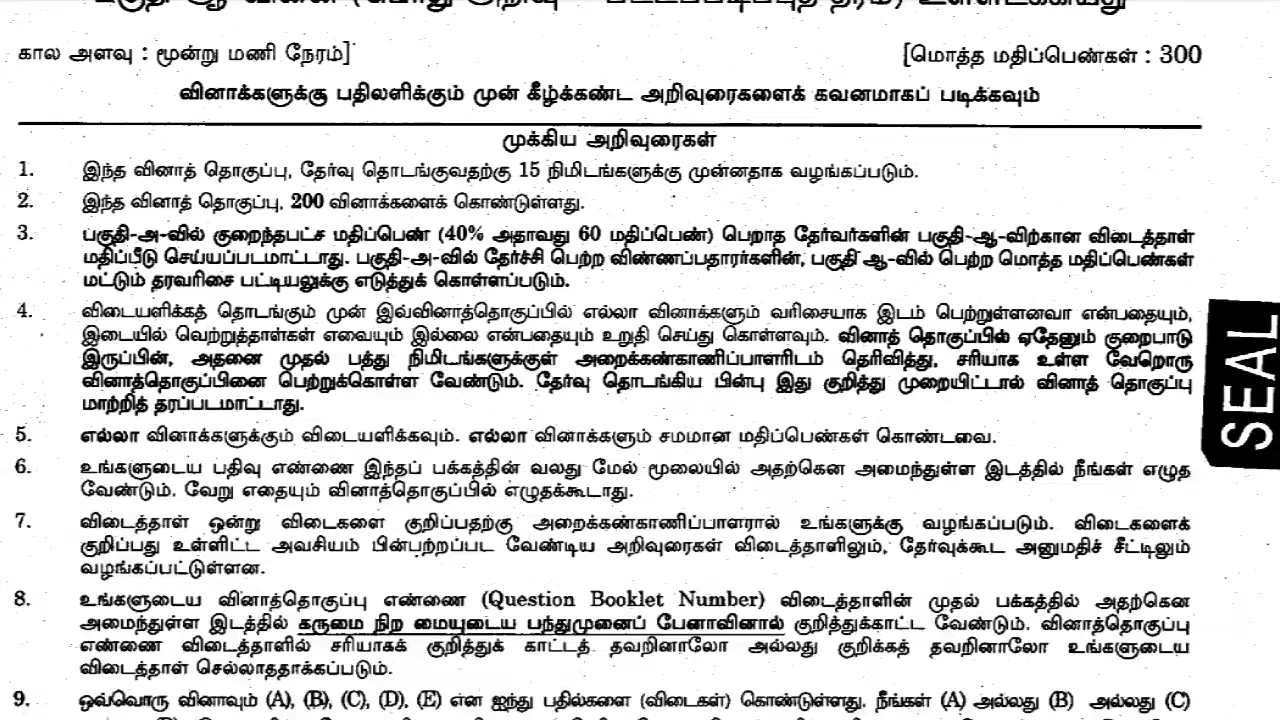 பகுதி-ஆ வினா (பொது அறிவு – பட்டப்படிப்புத் தரம்) உள்ளடக்கியது
கால அளவு : மூன்று மணி நேரம்] [மொத்த மதிப்பெண்கள் : 300
வினாக்களுக்கு பதிலளிக்கும் முன் கீழ்க்கண்ட அறிவுரைகளைக் கவனமாகப் படிக்கவும்
முக்கிய அறிவுரைகள்
1. இந்த வினாத் தொகுப்பு, தேர்வு தொடங்குவதற்கு 15 நிமிடங்களுக்கு முன்னதாக வழங்கப்படும்.
2. இந்த வினாத் தொகுப்பு, 200 வினாக்களைக் கொண்டுள்ளது.
3. பகுதி-அ-வில் குறைந்தபட்ச மதிப்பெண் (40% அதாவது 60 மதிப்பெண்) பெறாத தேர்வர்களின் பகுதி-ஆ-விற்கான விடைத்தாள்
மதிப்பீடு செய்யப்படமாட்டாது. பகுதி-அ-வில் தேர்ச்சி பெற்ற விண்ணப்பதாரர்களின், பகுதி ஆ-வில் பெற்ற மொத்த மதிப்பெண்கள்
மட்டும் தரவரிசை பட்டியலுக்கு எடுத்துக் கொள்ளப்படும்.
4. விடையளிக்கத் தொடங்கும் முன் இவ்வினாத்தொகுப்பில் எல்லா வினாக்களும் வரிசையாக இடம் பெற்றுள்ளனவா என்பதையும்,
இடையில் வெற்றுத்தாள்கள் எவையும் இல்லை என்பதையும் உறுதி செய்து கொள்ளவும். வினாத் தொகுப்பில் ஏதேனும் குறைபாடு
இருப்பின், அதனை முதல் பத்து நிமிடங்களுக்குள் அறைக்கண்காணிப்பாளரிடம் தெரிவித்து, சரியாக உள்ள வேறொரு
வினாத்தொகுப்பினை பெற்றுக்கொள்ள வேண்டும். தேர்வு தொடங்கிய பின்பு இது குறித்து முறையிட்டால் வினாத் தொகுப்பு
மாற்றித் தரப்படமாட்டாது.
5. எல்லா வினாக்களுக்கும் விடையளிக்கவும். எல்லா வினாக்களும் சமமான மதிப்பெண்கள் கொண்டவை.
6. உங்களுடைய பதிவு எண்ணை இந்தப் பக்கத்தின் வலது மேல் மூலையில் அதற்கென அமைந்துள்ள இடத்தில் நீங்கள் எழுத
வேண்டும். வேறு எதையும் வினாத்தொகுப்பில் எழுதக்கூடாது.
7. விடைத்தாள் ஒன்று விடைகளை குறிப்பதற்கு அறைக்கண்காணிப்பாளரால் உங்களுக்கு வழங்கப்படும். விடைகளைக்
குறிப்பது உள்ளிட்ட அவசியம் பின்பற்றப்பட வேண்டிய அறிவுரைகள் விடைத்தாளிலும், தேர்வுக்கூட அனுமதிச் சீட்டிலும்
வழங்கப்பட்டுள்ளன.
8. உங்களுடைய வினாத்தொகுப்பு எண்ணை (Question Booklet Number) விடைத்தாளின் முதல் பக்கத்தில் அதற்கென
அமைந்துள்ள இடத்தில் கருமை நிற மையுடைய பந்துமுனைப் பேனாவினால் குறித்துக்காட்ட வேண்டும். வினாத்தொகுப்பு
எண்ணை விடைத்தாளில் சரியாகக் குறித்துக் காட்டத் தவறினாலோ அல்லது குறிக்கத் தவறினாலோ உங்களுடைய
விடைத்தாள் செல்லாததாக்கப்படும்.
9. ஒவ்வொரு வினாவும் (A), (B), (C), (D), (E) என ஐந்து பதில்களை (விடைகள்) கொண்டுள்ளது. நீங்கள் (A) அல்லது (B) அல்லது (C)
SEAL